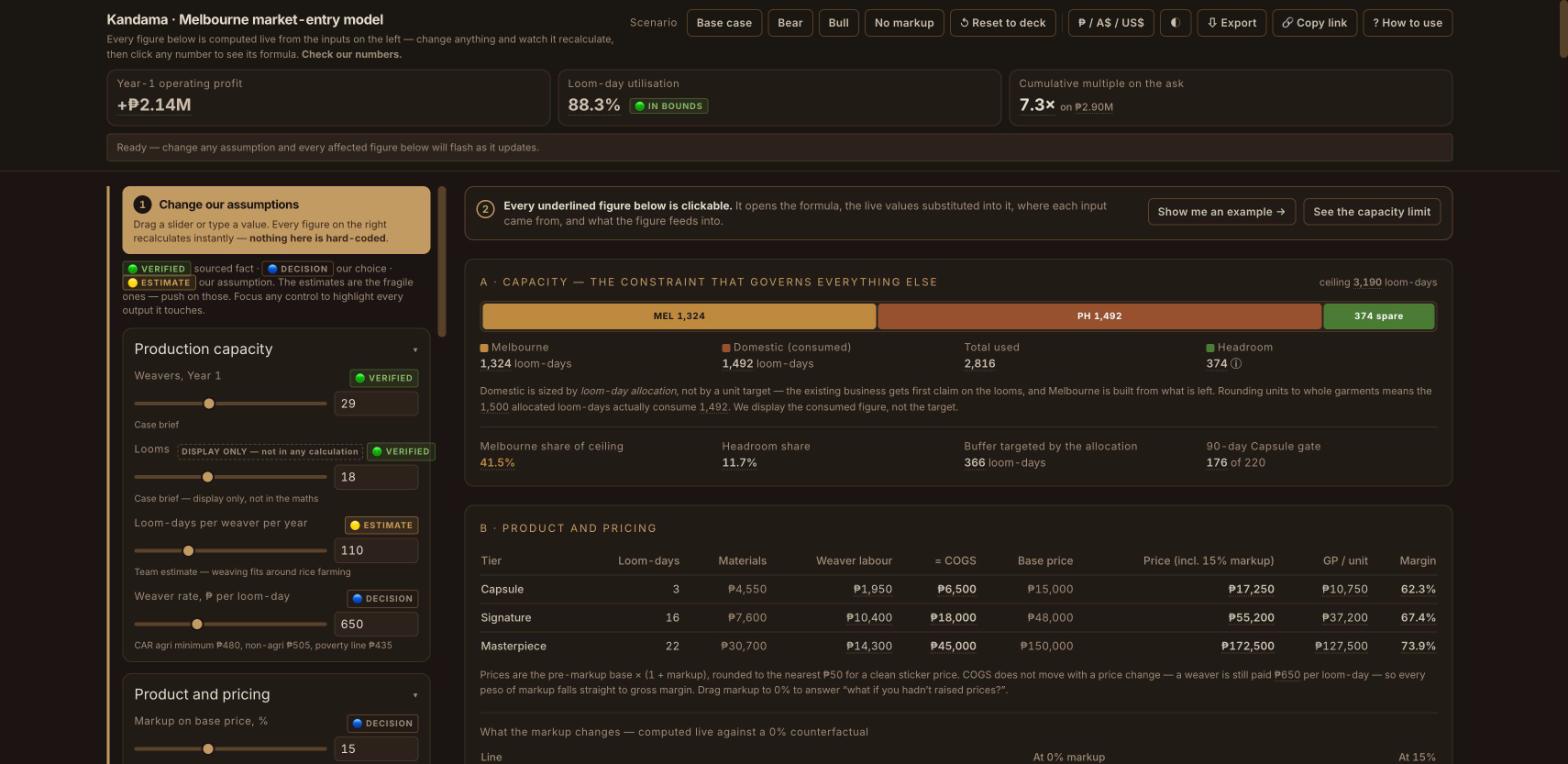 Kandama · Melbourne market-entry model
Every figure below is computed live from the inputs on the left — change anything and watch it recalculate,
then click any number to see its formula. Check our numbers.
Scenario
Base case
Bear
Bull
No markup
↺ Reset to deck
₱ / A$ / US$
◐
⇩ Export
🔗 Copy link
? How to use
Year-1 operating profit
+₱2.14M
Loom-day utilisation
88.3% 🟢 IN BOUNDS
Cumulative multiple on the ask
7.3× on ₱2.90M
Ready — change any assumption and every affected figure below will flash as it updates.
1 Change our assumptions
Drag a slider or type a value. Every figure on the right
recalculates instantly — nothing here is hard-coded.
🟢 VERIFIED sourced fact · 🔵 DECISION our choice ·
🟡 ESTIMATE our assumption. The estimates are the fragile
ones — push on those. Focus any control to highlight every
output it touches.
Production capacity ▾
Weavers, Year 1 🟢 VERIFIED
29
Case brief
Looms DISPLAY ONLY — not in any calculation 🟢 VERIFIED
18
Case brief — display only, not in the maths
Loom-days per weaver per year 🟡 ESTIMATE
110
Team estimate — weaving fits around rice farming
Weaver rate, ₱ per loom-day 🔵 DECISION
650
CAR agri minimum ₱480, non-agri ₱505, poverty line ₱435
Product and pricing ▾
Markup on base price, % 🔵 DECISION
15
2 Every underlined figure below is clickable. It opens the formula, the live values substituted into it, where each input
came from, and what the figure feeds into.
Show me an example →
See the capacity limit
A · CAPACITY — THE CONSTRAINT THAT GOVERNS EVERYTHING ELSE
ceiling 3,190 loom-days
MEL 1,324 PH 1,492 374 spare
Melbourne Domestic (consumed) Total used Headroom
1,324 loom-days 1,492 loom-days 2,816 374 ⓘ
Domestic is sized by loom-day allocation, not by a unit target — the existing business gets first claim on the looms, and Melbourne is built from what is left. Rounding units to whole garments means the
1,500 allocated loom-days actually consume 1,492. We display the consumed figure, not the target.
Melbourne share of ceiling Headroom share Buffer targeted by the allocation 90-day Capsule gate
41.5% 11.7% 366 loom-days 176 of 220
B · PRODUCT AND PRICING
Tier Loom-days Materials Weaver labour = COGS Base price Price (incl. 15% markup) GP / unit Margin
Capsule 3 ₱4,550 ₱1,950 ₱6,500 ₱15,000 ₱17,250 ₱10,750 62.3%
Signature 16 ₱7,600 ₱10,400 ₱18,000 ₱48,000 ₱55,200 ₱37,200 67.4%
Masterpiece 22 ₱30,700 ₱14,300 ₱45,000 ₱150,000 ₱172,500 ₱127,500 73.9%
Prices are the pre-markup base × (1 + markup), rounded to the nearest ₱50 for a clean sticker price. COGS does not move with a price change — a weaver is still paid ₱650 per loom-day — so every
peso of markup falls straight to gross margin. Drag markup to 0% to answer “what if you hadn’t raised prices?”.
What the markup changes — computed live against a 0% counterfactual
Line At 0% markup At 15%